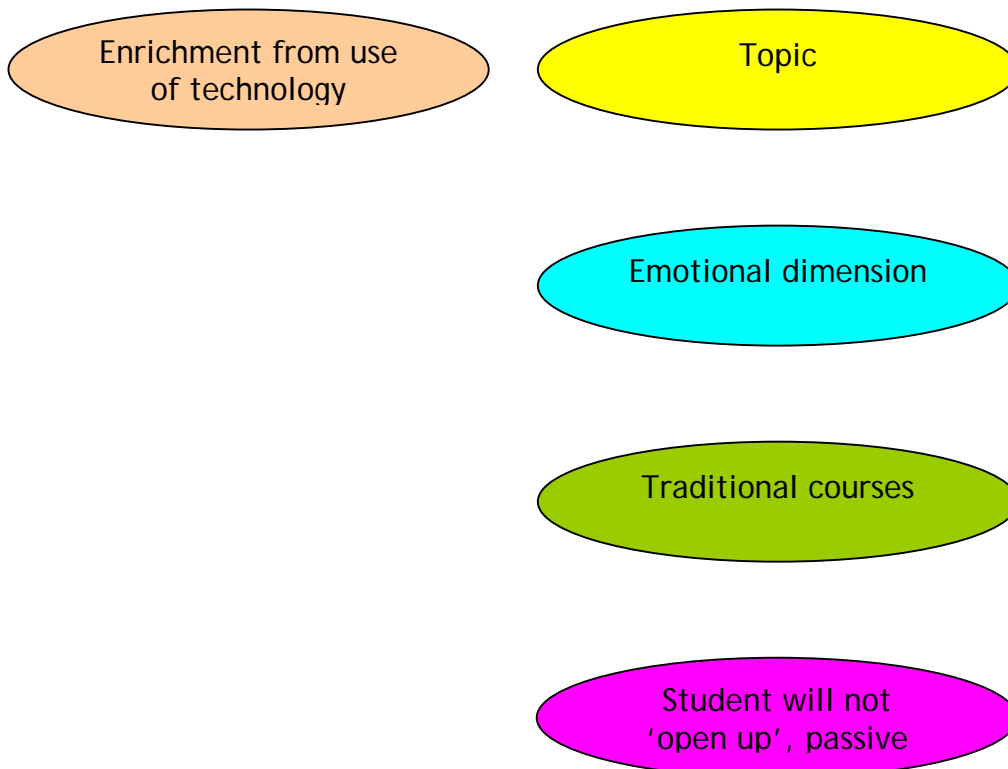 Enrichment from use
of technology
Topic
Emotional dimension
Traditional courses
Student will not
‘open up’, passive